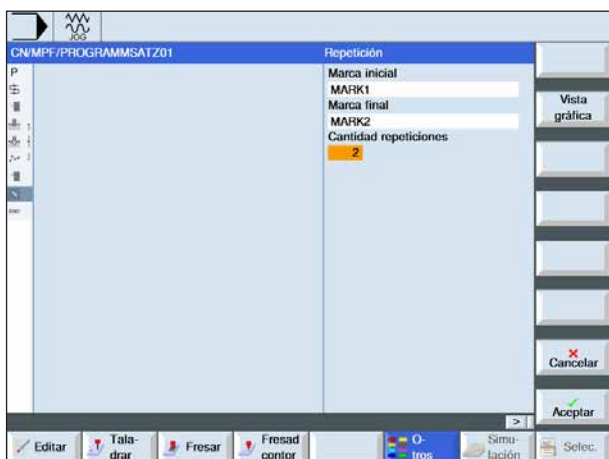 JOG
CN/MPF/PROGRAMMSATZ01
Repetición
P
Marca inicial
MARK1
Marca final
MARK2
Cantidad repeticiones
2
END
Vista
gráfica
Cancelar
Aceptar
>
Editar
Tala-
drar
Fresar
Fresad
contor
O-
tros
Simu-
lación
Selec.